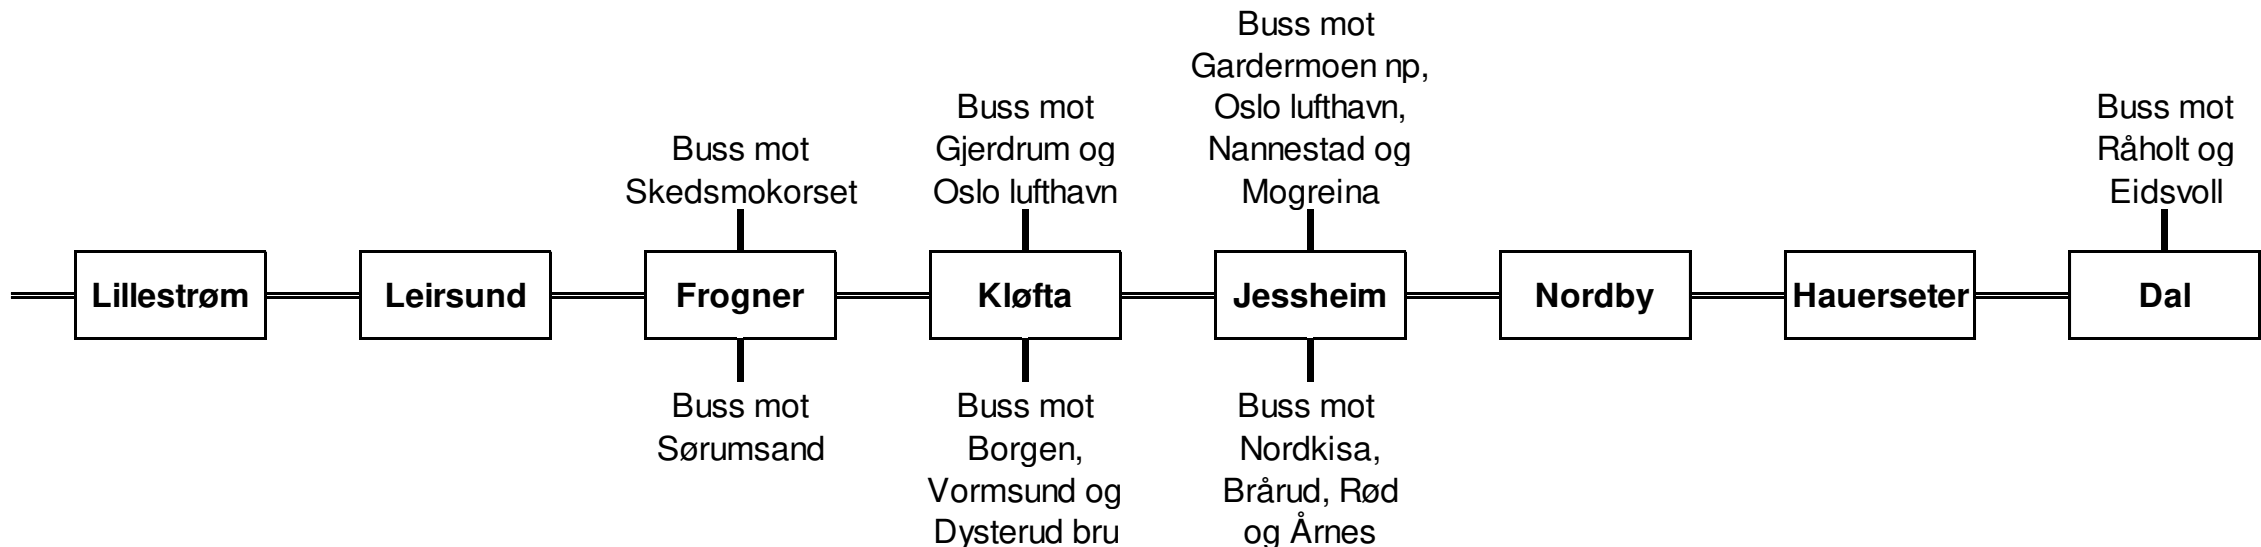 Buss mot
Skedsmokorset
Buss mot
Gjerdrum og
Oslo lufthavn
Buss mot
Gardermoen np,
Oslo lufthavn,
Nannestad og
Mogreina
Buss mot
Råholt og
Eidsvoll
Lillestrøm
Leirsund
Frogner
Kløfta
Jessheim
Nordby
Hauerseter
Dal
Buss mot
Sørumsand
Buss mot
Borgen,
Vormsund og
Dysterud bru
Buss mot
Nordkisa,
Brårud, Rød
og Årnes